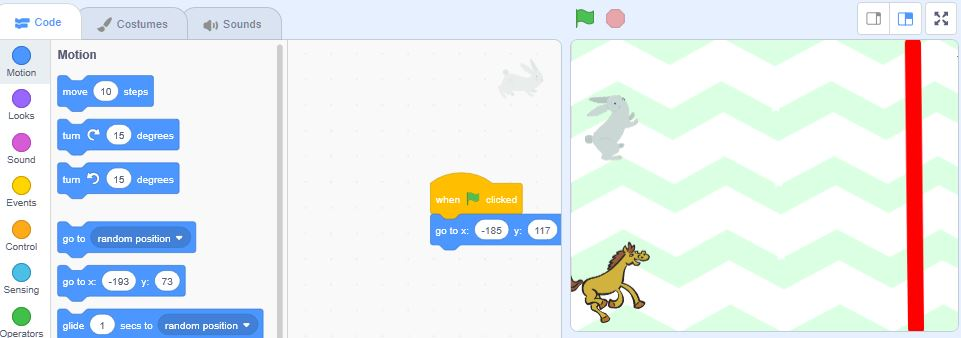 Code
Costumes
Sounds
Motion
Looks
Sound
Events
Control
Sensing
Operators
Motion
move 10 steps
turn 15 degrees
turn 15 degrees
go to random position
go to x: -193 y: 73
glide 1 secs to random position
when clicked
go to x: -185 y: 117